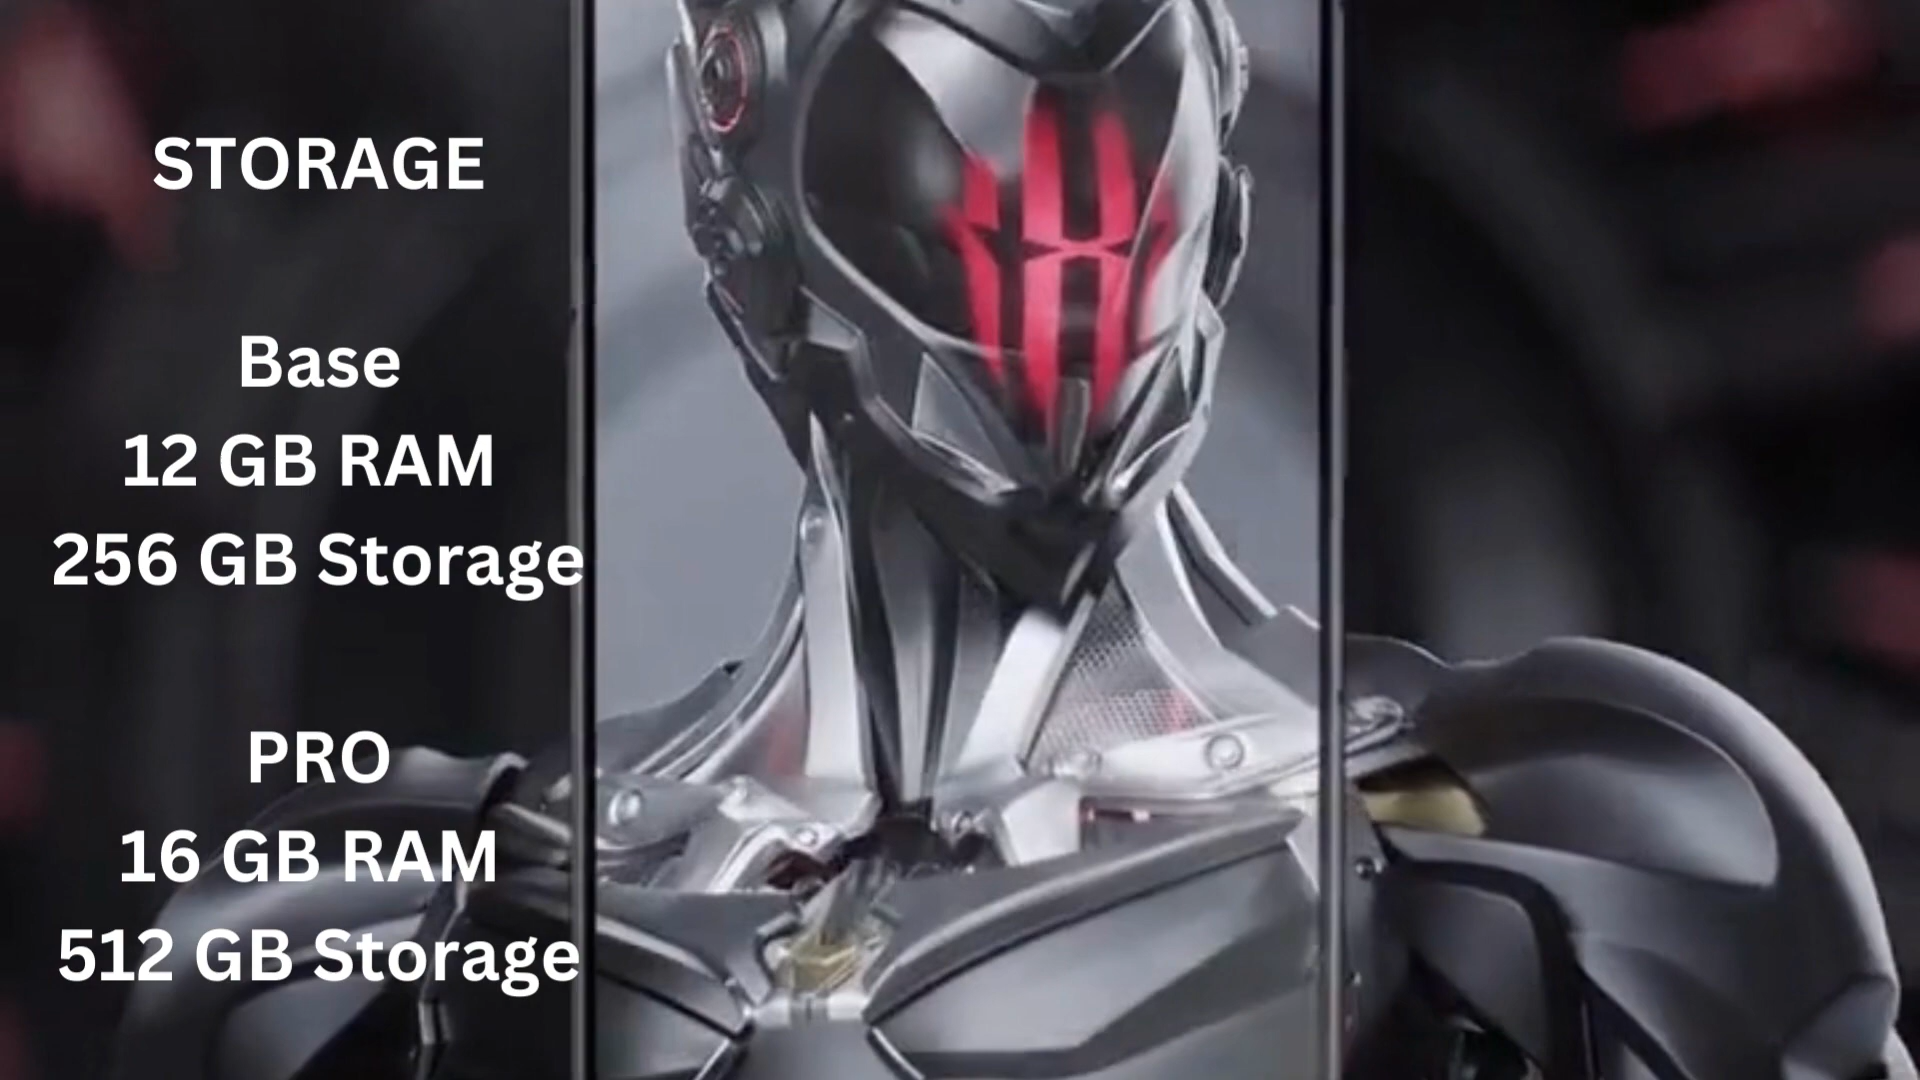 STORAGE
Base
12 GB RAM
256 GB Storage
PRO
16 GB RAM
512 GB Storage